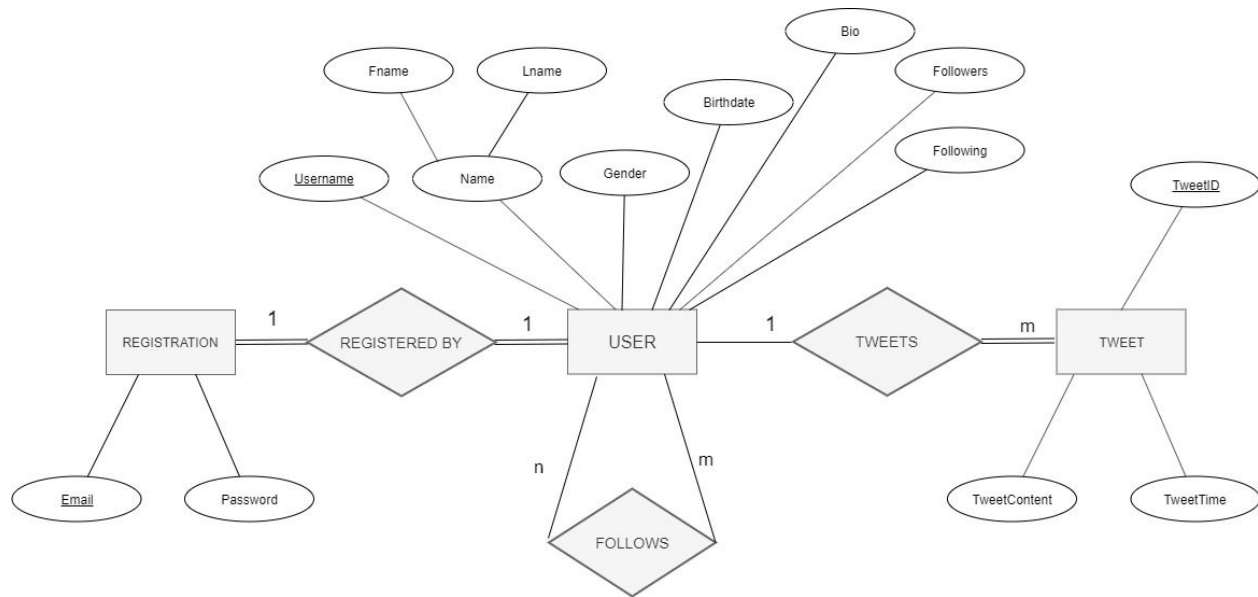 Bio
Fname
Lname
Followers
Birthdate
Following
Username
Name
Gender
TweetID
REGISTRATION
1
REGISTERED BY
1
USER
1
TWEETS
m
TWEET
n
m
Email
Password
TweetContent
TweetTime
FOLLOWS